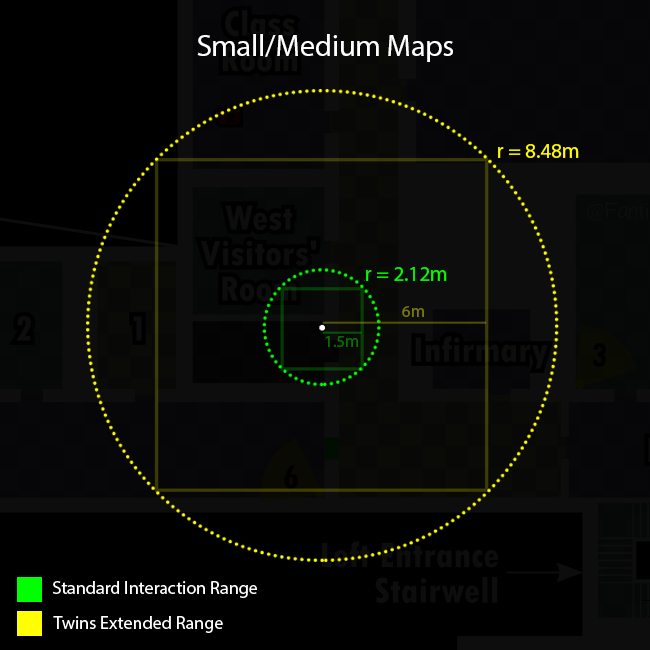 Class
Room
Small/Medium Maps
r = 8.48m
West
Visitors'
Room
r = 2.12m
6m
1.5m
2
1
Infirmary
3
6
Left Entrance
Stairwell
Standard Interaction Range
Twins Extended Range